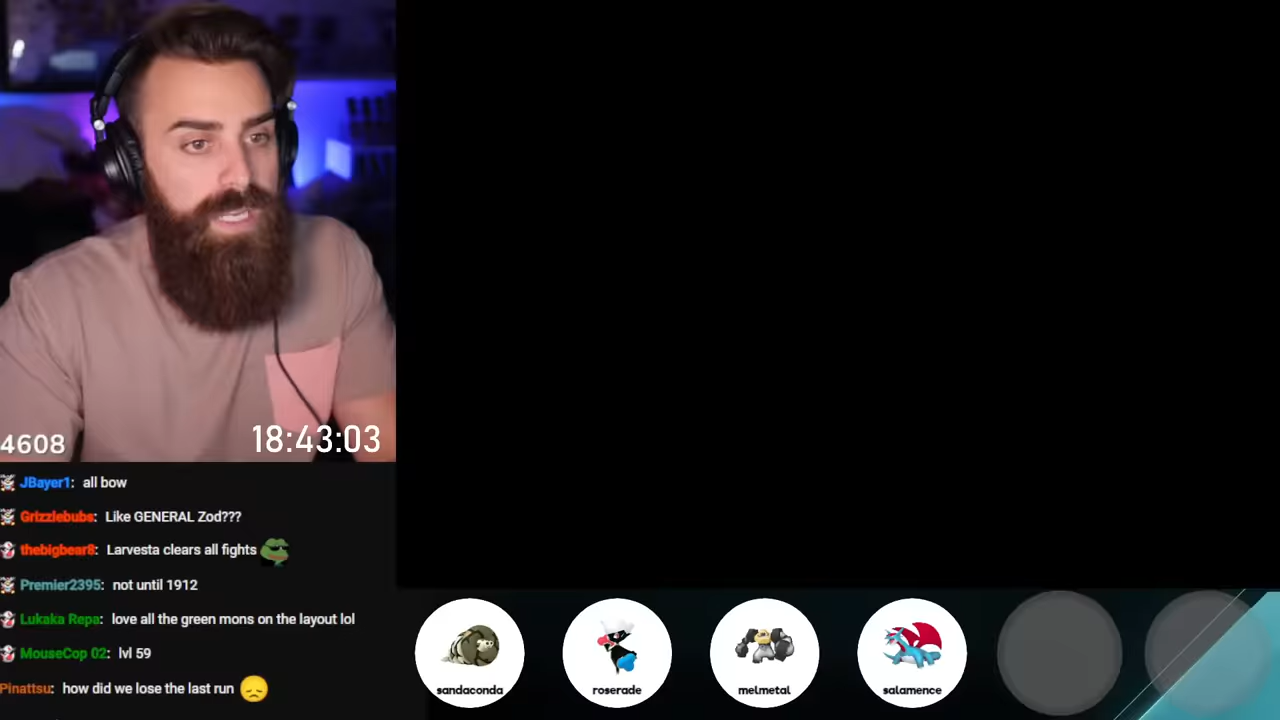 4608
18:43:03
JBayer1: all bow
Grizzlebubs: Like GENERAL Zod???
thebigbear8: Larvesta clears all fights
Premier2395: not until 1912
Lukaka Repa: love all the green mons on the layout lol
MouseCop 02: lvl 59
Pinattsu: how did we lose the last run
sandaconda
roserade
melmetal
salamence